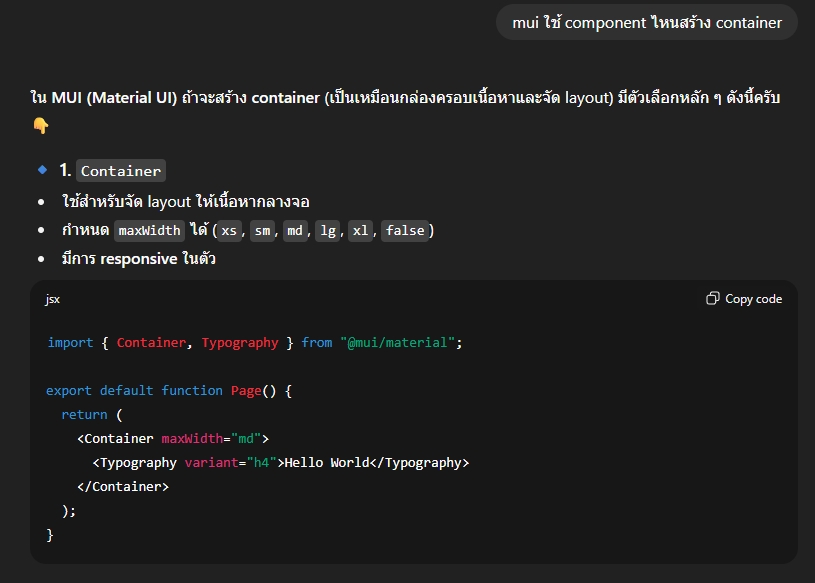 mui ใช้ component ไหนสร้าง container
ใน MUI (Material UI) ถ้าจะสร้าง container (เป็นเหมือนกล่องครอบเนื้อหาและจัด layout) มีตัวเลือกหลัก ๆ ดังนี้ครับ
👇
🔹 1. Container
• ใช้สำหรับจัด layout ให้เนื้อหากลางจอ
• กำหนด maxWidth ได้ (xs, sm, md, lg, xl, false)
• มีการ responsive ในตัว
jsx Copy code
import { Container, Typography } from "@mui/material";
export default function Page() {
  return (
    <Container maxWidth="md">
      <Typography variant="h4">Hello World</Typography>
    </Container>
  );
}